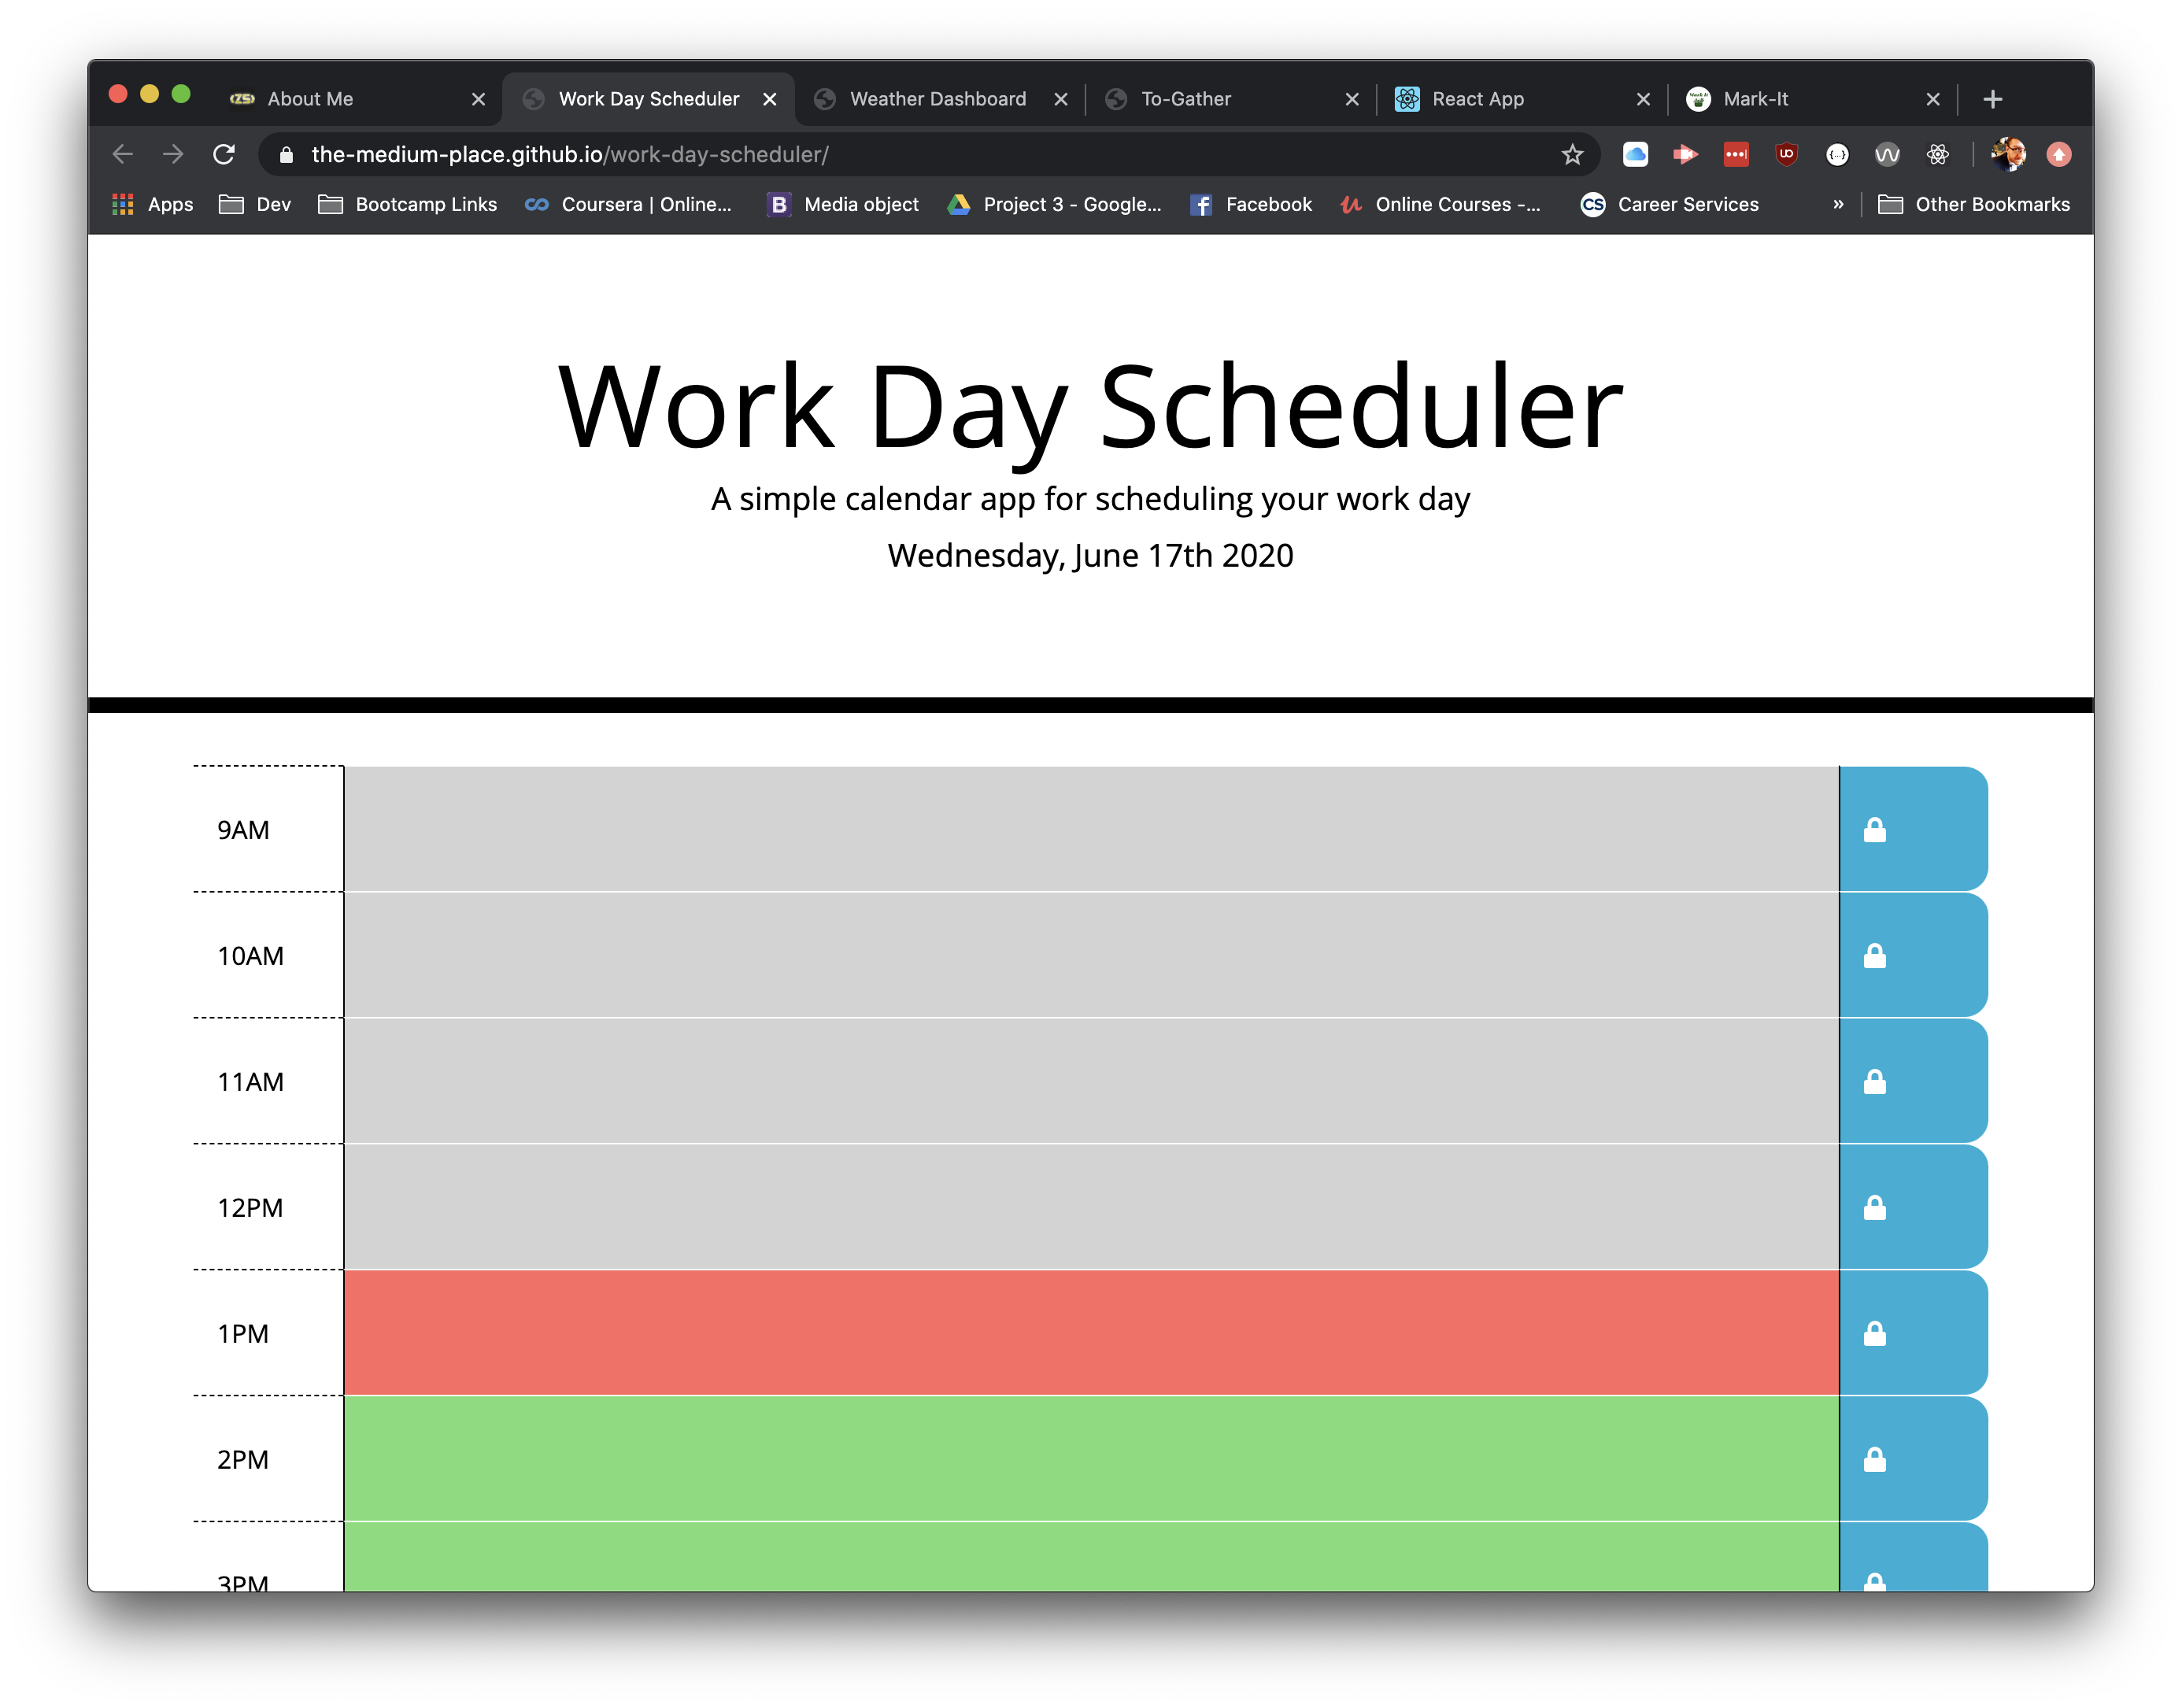 About Me
Work Day Scheduler
Weather Dashboard
To-Gather
React App
Mark-It
the-medium-place.github.io/work-day-scheduler/
Apps
Dev
Bootcamp Links
Coursera | Online...
B
Media object
Project 3 - Google...
Facebook
Online Courses -...
CS
Career Services
»
Other Bookmarks
Work Day Scheduler
A simple calendar app for scheduling your work day
Wednesday, June 17th 2020
9AM
10AM
11AM
12PM
1PM
2PM
3PM